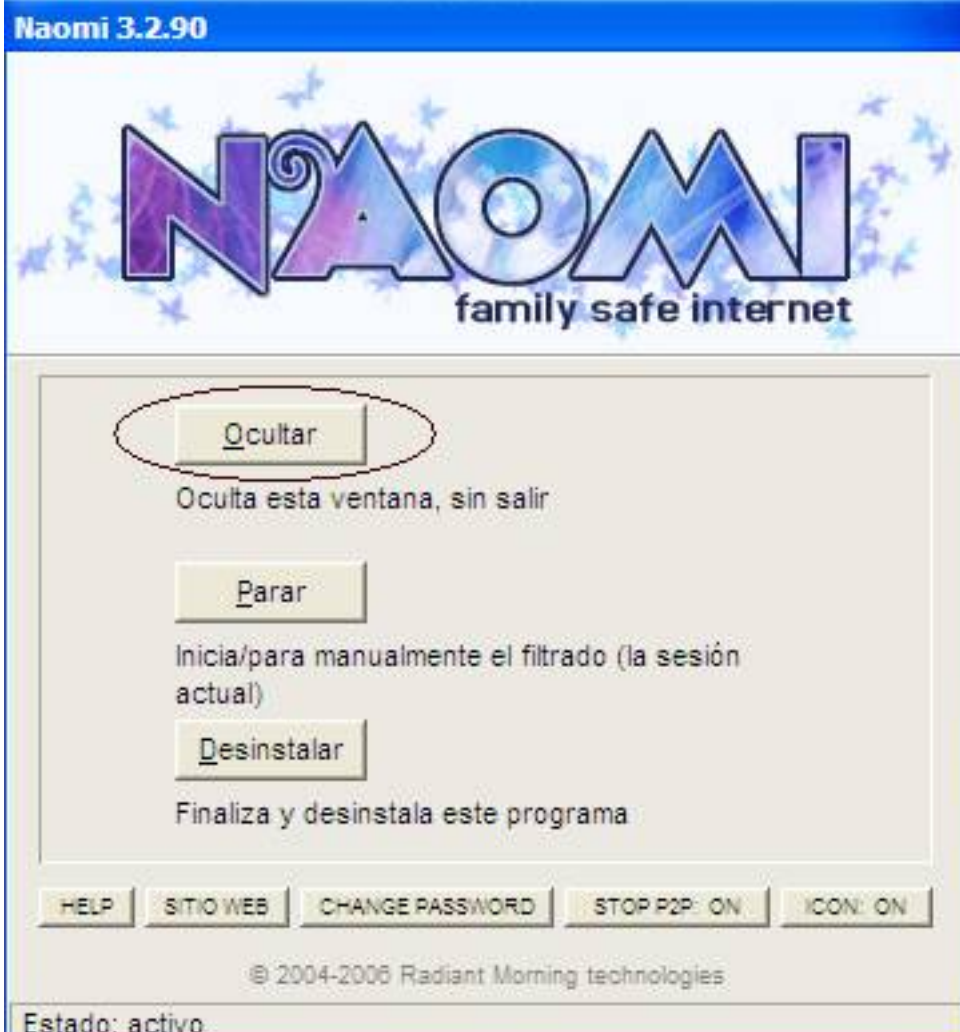 Naomi 3.2.90
NAOMI
family safe internet
Ocultar
Oculta esta ventana, sin salir
Parar
Inicia/para manualmente el filtrado (la sesión
actual)
Desinstalar
Finaliza y desinstala este programa
HELP SITIO WEB CHANGE PASSWORD STOP P2P: ON ICON: ON
© 2004-2006 Radiant Morning technologies
Estado: activo